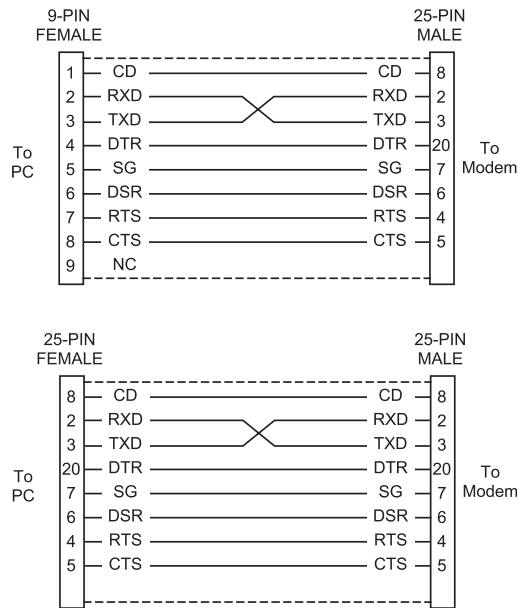 9-PIN FEMALE
25-PIN MALE
1 CD CD 8
2 RXD RXD 2
3 TXD TXD 3
4 DTR DTR 20
5 SG SG 7
6 DSR DSR 6
7 RTS RTS 4
8 CTS CTS 5
9 NC
To PC
To Modem
25-PIN FEMALE
25-PIN MALE
8 CD CD 8
2 RXD RXD 2
3 TXD TXD 3
20 DTR DTR 20
7 SG SG 7
6 DSR DSR 6
4 RTS RTS 4
5 CTS CTS 5
To PC
To Modem